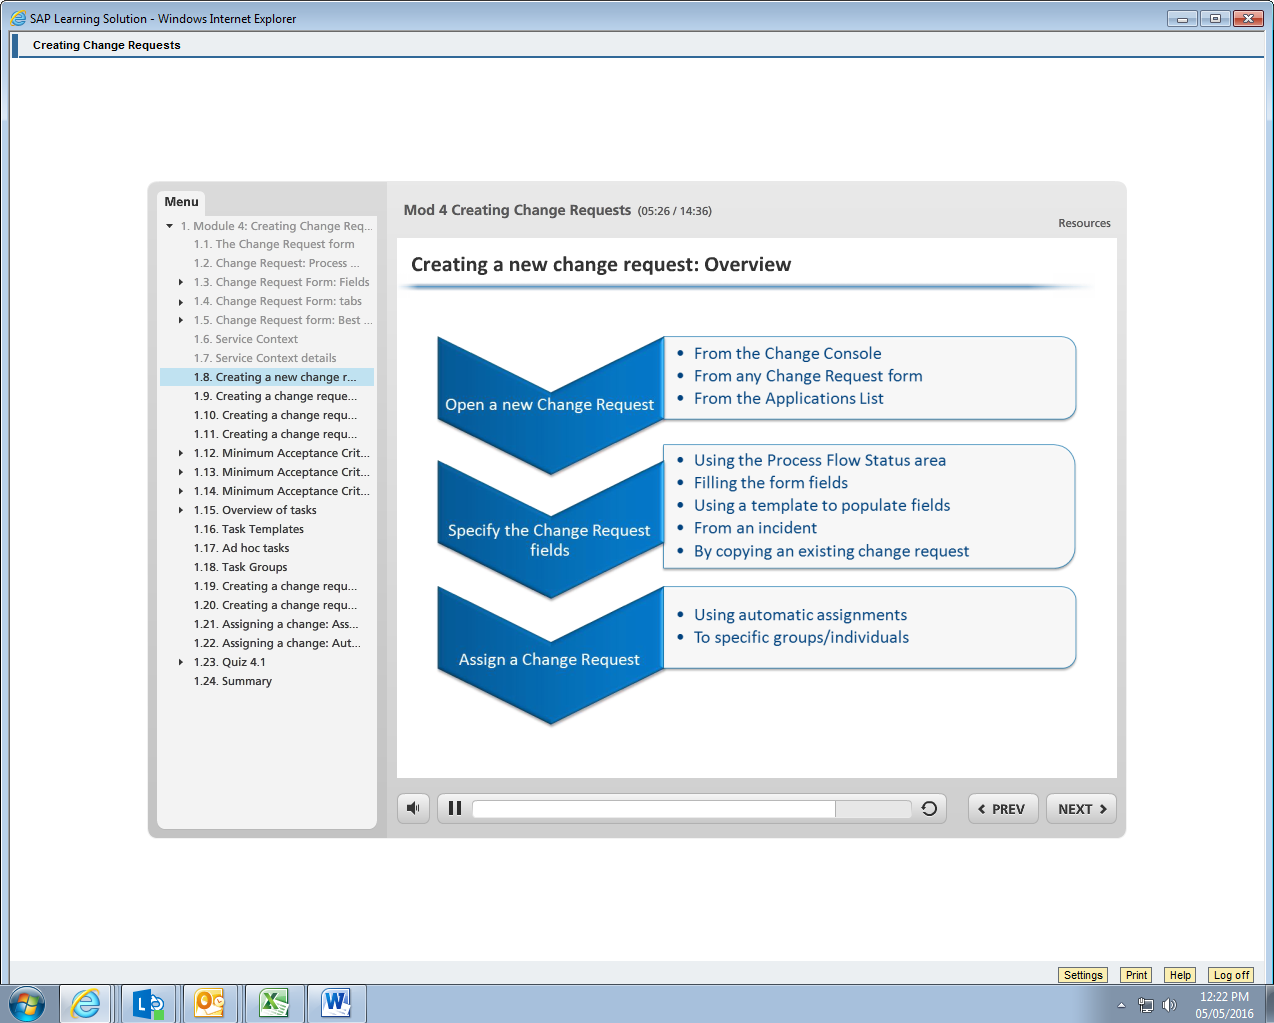 SAP Learning Solution - Windows Internet Explorer
Creating Change Requests
Menu
1. Module 4: Creating Change Req...
1.1. The Change Request form
1.2. Change Request: Process ...
1.3. Change Request Form: Fields
1.4. Change Request Form: tabs
1.5. Change Request form: Best ...
1.6. Service Context
1.7. Service Context details
1.8. Creating a new change r...
1.9. Creating a change reque...
1.10. Creating a change requ...
1.11. Creating a change requ...
1.12. Minimum Acceptance Crit...
1.13. Minimum Acceptance Crit...
1.14. Minimum Acceptance Crit...
1.15. Overview of tasks
1.16. Task Templates
1.17. Ad hoc tasks
1.18. Task Groups
1.19. Creating a change requ...
1.20. Creating a change requ...
1.21. Assigning a change: Ass...
1.22. Assigning a change: Aut...
1.23. Quiz 4.1
1.24. Summary
Mod 4 Creating Change Requests (05:26 / 14:36)
Resources
Creating a new change request: Overview
Open a new Change Request
• From the Change Console
• From any Change Request form
• From the Applications List
Specify the Change Request
fields
• Using the Process Flow Status area
• Filling the form fields
• Using a template to populate fields
• From an incident
• By copying an existing change request
Assign a Change Request
• Using automatic assignments
• To specific groups/individuals
PREV
NEXT
Settings
Print
Help
Log off
12:22 PM
05/05/2016